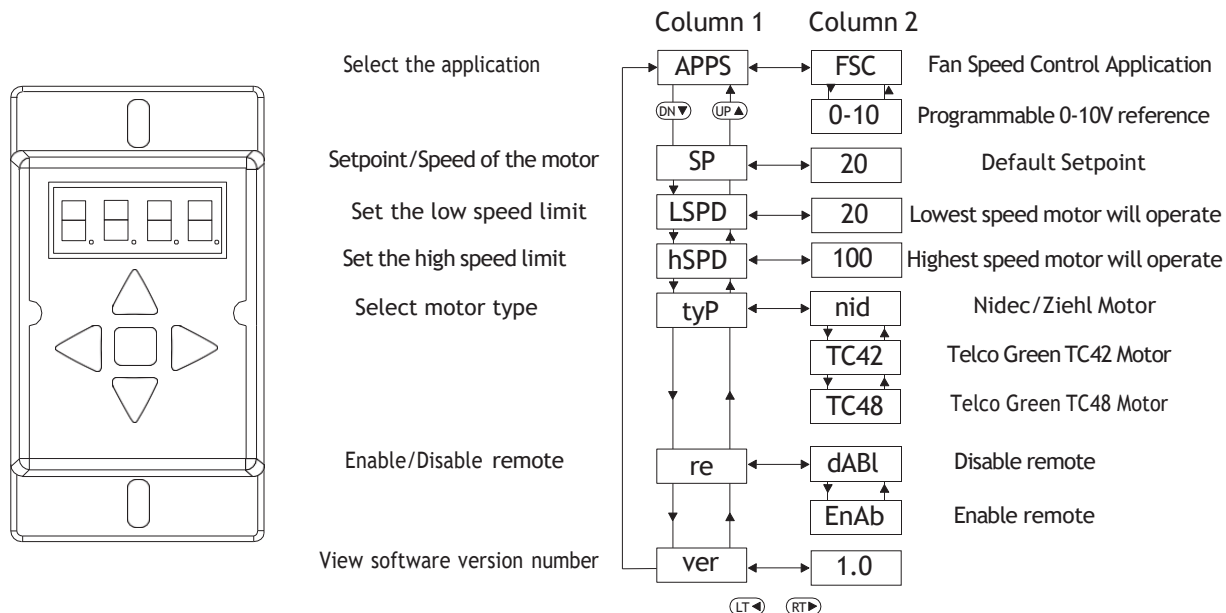 Column 1 Column 2
Select the application APPS FSC Fan Speed Control Application
DN▼ UP▲ 0-10 Programmable 0-10V reference
Setpoint/Speed of the motor SP 20 Default Setpoint
Set the low speed limit LSPD 20 Lowest speed motor will operate
Set the high speed limit hSPD 100 Highest speed motor will operate
Select motor type tyP nid Nidec/Ziehl Motor
TC42 Telco Green TC42 Motor
TC48 Telco Green TC48 Motor
Enable/Disable remote re dABl Disable remote
EnAb Enable remote
View software version number ver 1.0
LT◀ RT▶